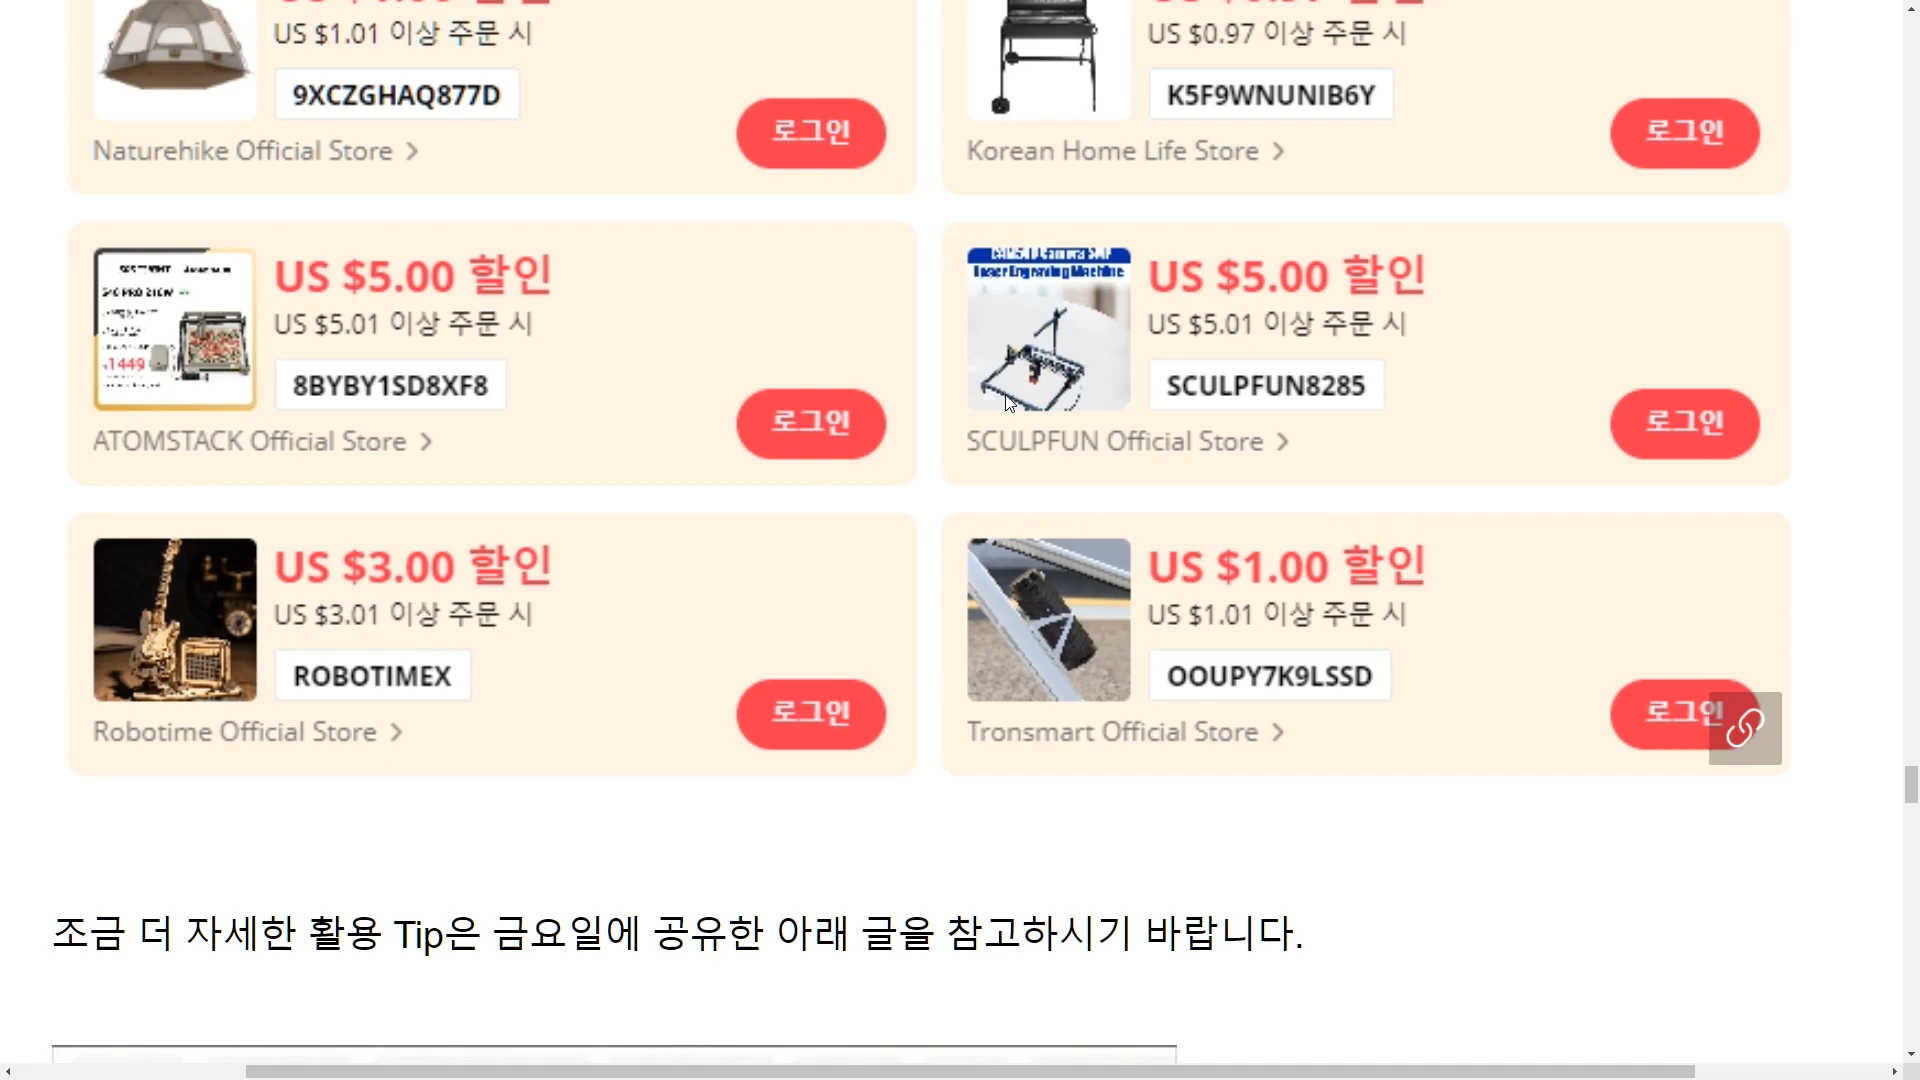 US $1.01 이상 주문 시
9XCZGHAQ877D
로그인
Naturehike Official Store
US $0.97 이상 주문 시
K5F9WNUNIB6Y
로그인
Korean Home Life Store
US $5.00 할인
US $5.01 이상 주문 시
8BYBY1SD8XF8
로그인
ATOMSTACK Official Store
1449
Laser Engraving Machine
US $5.00 할인
US $5.01 이상 주문 시
SCULPFUN8285
로그인
SCULPFUN Official Store
US $3.00 할인
US $3.01 이상 주문 시
ROBOTIMEX
로그인
Robotime Official Store
US $1.00 할인
US $1.01 이상 주문 시
OOUPY7K9LSSD
로그인
Tronsmart Official Store
조금 더 자세한 활용 Tip은 금요일에 공유한 아래 글을 참고하시기 바랍니다.